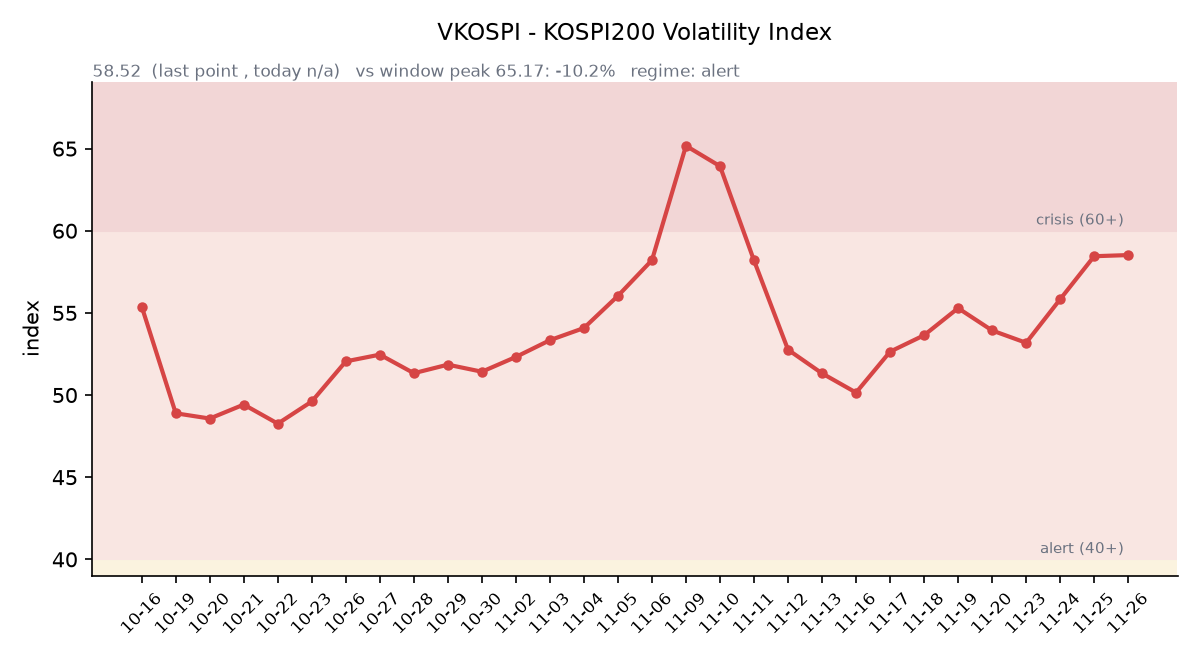 VKOSPI - KOSPI200 Volatility Index
58.52  (last point , today n/a)   vs window peak 65.17: -10.2%   regime: alert
65
crisis (60+)
60
55
index
50
45
alert (40+)
40
10-16 10-19 10-20 10-21 10-22 10-23 10-26 10-27 10-28 10-29 10-30 11-02 11-03 11-04 11-05 11-06 11-09 11-10 11-11 11-12 11-13 11-16 11-17 11-18 11-19 11-20 11-23 11-24 11-25 11-26